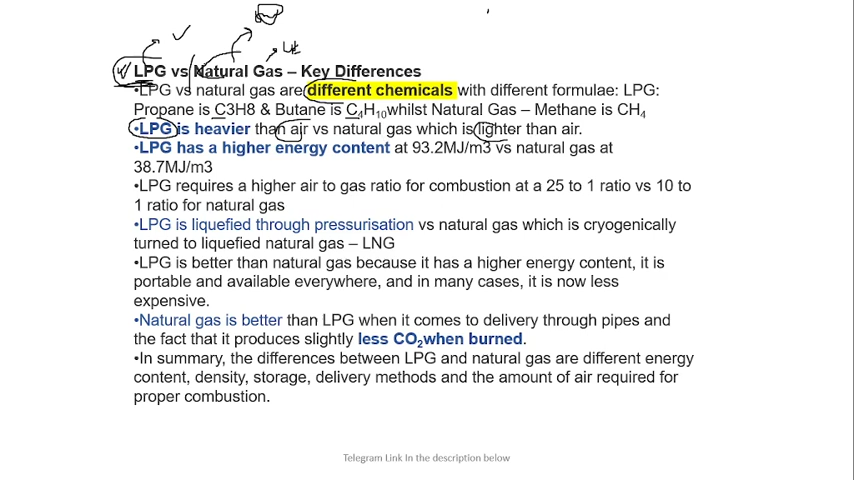 LPG vs Natural Gas – Key Differences
•LPG vs natural gas are different chemicals with different formulae: LPG:
Propane is C3H8 & Butane is C₄H₁₀whilst Natural Gas – Methane is CH₄
•LPG is heavier than air vs natural gas which is lighter than air.
•LPG has a higher energy content at 93.2MJ/m3 vs natural gas at
38.7MJ/m3
•LPG requires a higher air to gas ratio for combustion at a 25 to 1 ratio vs 10 to
1 ratio for natural gas
•LPG is liquefied through pressurisation vs natural gas which is cryogenically
turned to liquefied natural gas – LNG
•LPG is better than natural gas because it has a higher energy content, it is
portable and available everywhere, and in many cases, it is now less
expensive.
•Natural gas is better than LPG when it comes to delivery through pipes and
the fact that it produces slightly less CO₂when burned.
•In summary, the differences between LPG and natural gas are different energy
content, density, storage, delivery methods and the amount of air required for
proper combustion.
Telegram Link In the description below